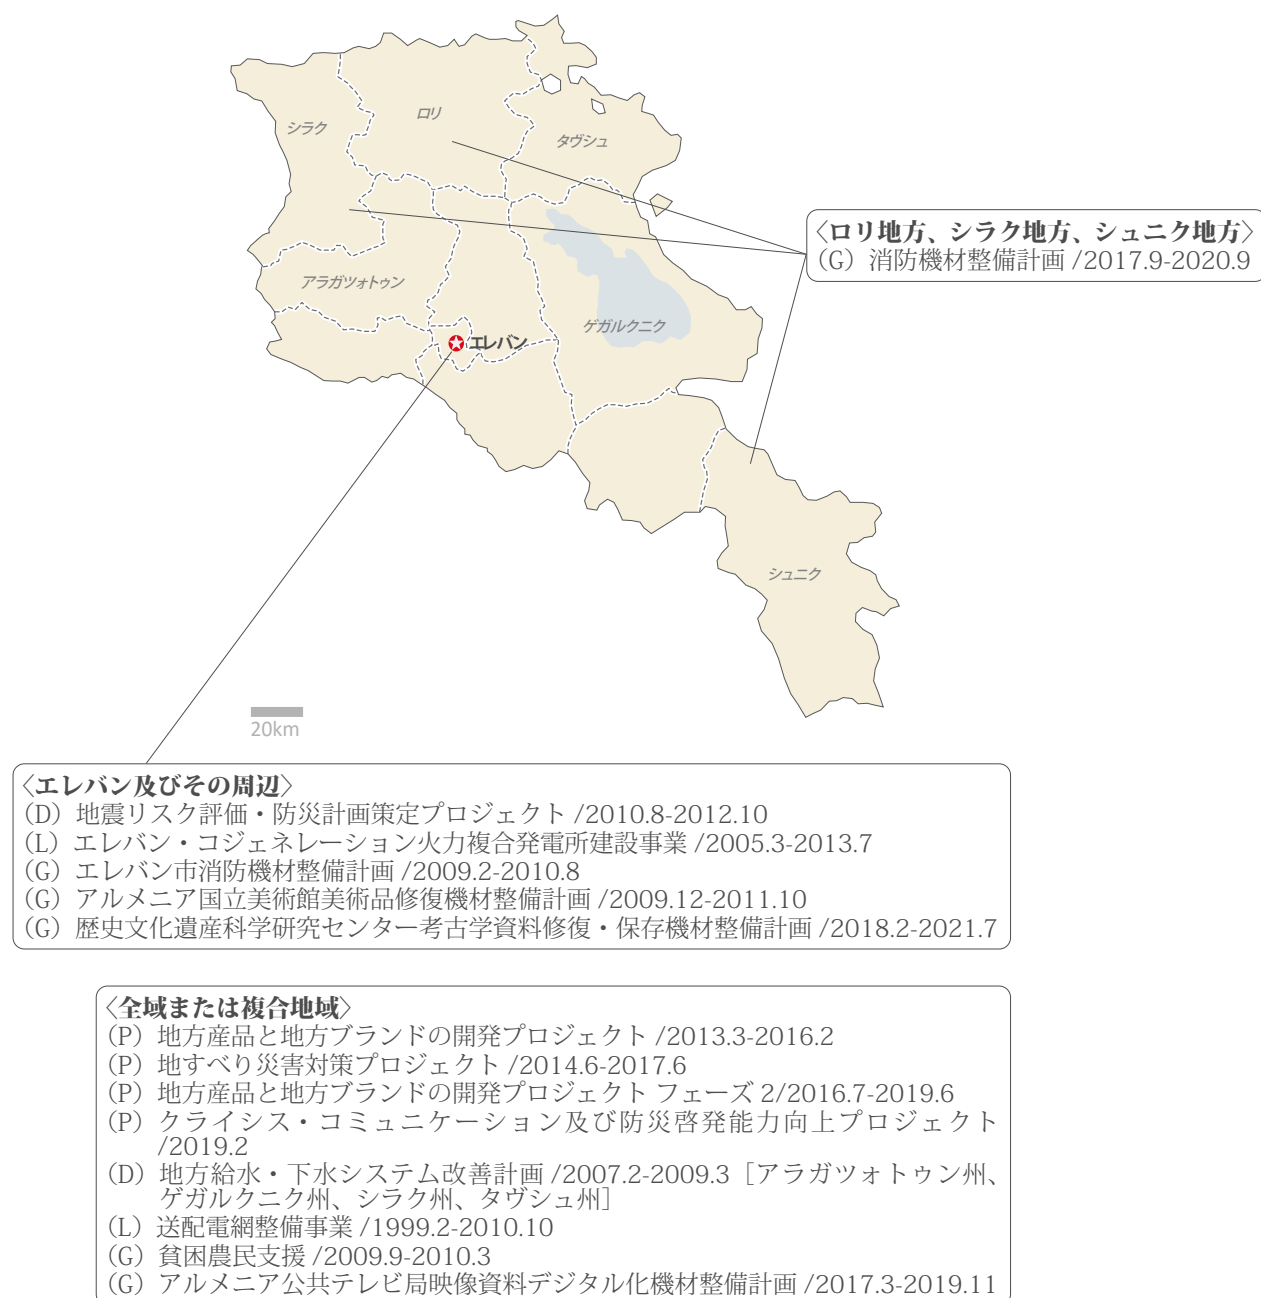 ロリ
シラク
タヴシュ
〈ロリ地方、シラク地方、シュニク地方〉
(G) 消防機材整備計画 /2017.9-2020.9
アラガツォトゥン
ゲガルクニク
エレバン
シュニク
20km
〈エレバン及びその周辺〉
(D) 地震リスク評価・防災計画策定プロジェクト /2010.8-2012.10
(L) エレバン・コジェネレーション火力複合発電所建設事業 /2005.3-2013.7
(G) エレバン市消防機材整備計画 /2009.2-2010.8
(G) アルメニア国立美術館美術品修復機材整備計画 /2009.12-2011.10
(G) 歴史文化遺産科学研究センター考古学資料修復・保存機材整備計画 /2018.2-2021.7
〈全域または複合地域〉
(P) 地方産品と地方ブランドの開発プロジェクト /2013.3-2016.2
(P) 地すべり災害対策プロジェクト /2014.6-2017.6
(P) 地方産品と地方ブランドの開発プロジェクト フェーズ 2/2016.7-2019.6
(P) クライシス・コミュニケーション及び防災啓発能力向上プロジェクト
/2019.2
(D) 地方給水・下水システム改善計画 /2007.2-2009.3［アラガツォトゥン州、
ゲガルクニク州、シラク州、タヴシュ州］
(L) 送配電網整備事業 /1999.2-2010.10
(G) 貧困農民支援 /2009.9-2010.3
(G) アルメニア公共テレビ局映像資料デジタル化機材整備計画 /2017.3-2019.11